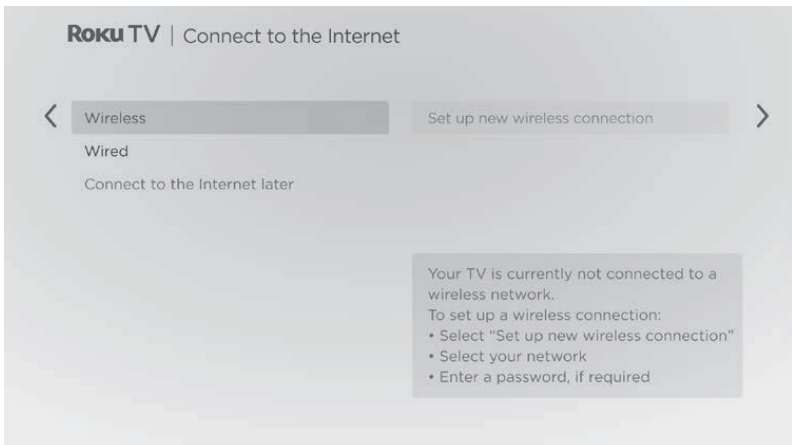 Roku TV | Connect to the Internet
Wireless
Set up new wireless connection
Wired
Connect to the Internet later
Your TV is currently not connected to a
wireless network.
To set up a wireless connection:
• Select "Set up new wireless connection"
• Select your network
• Enter a password, if required